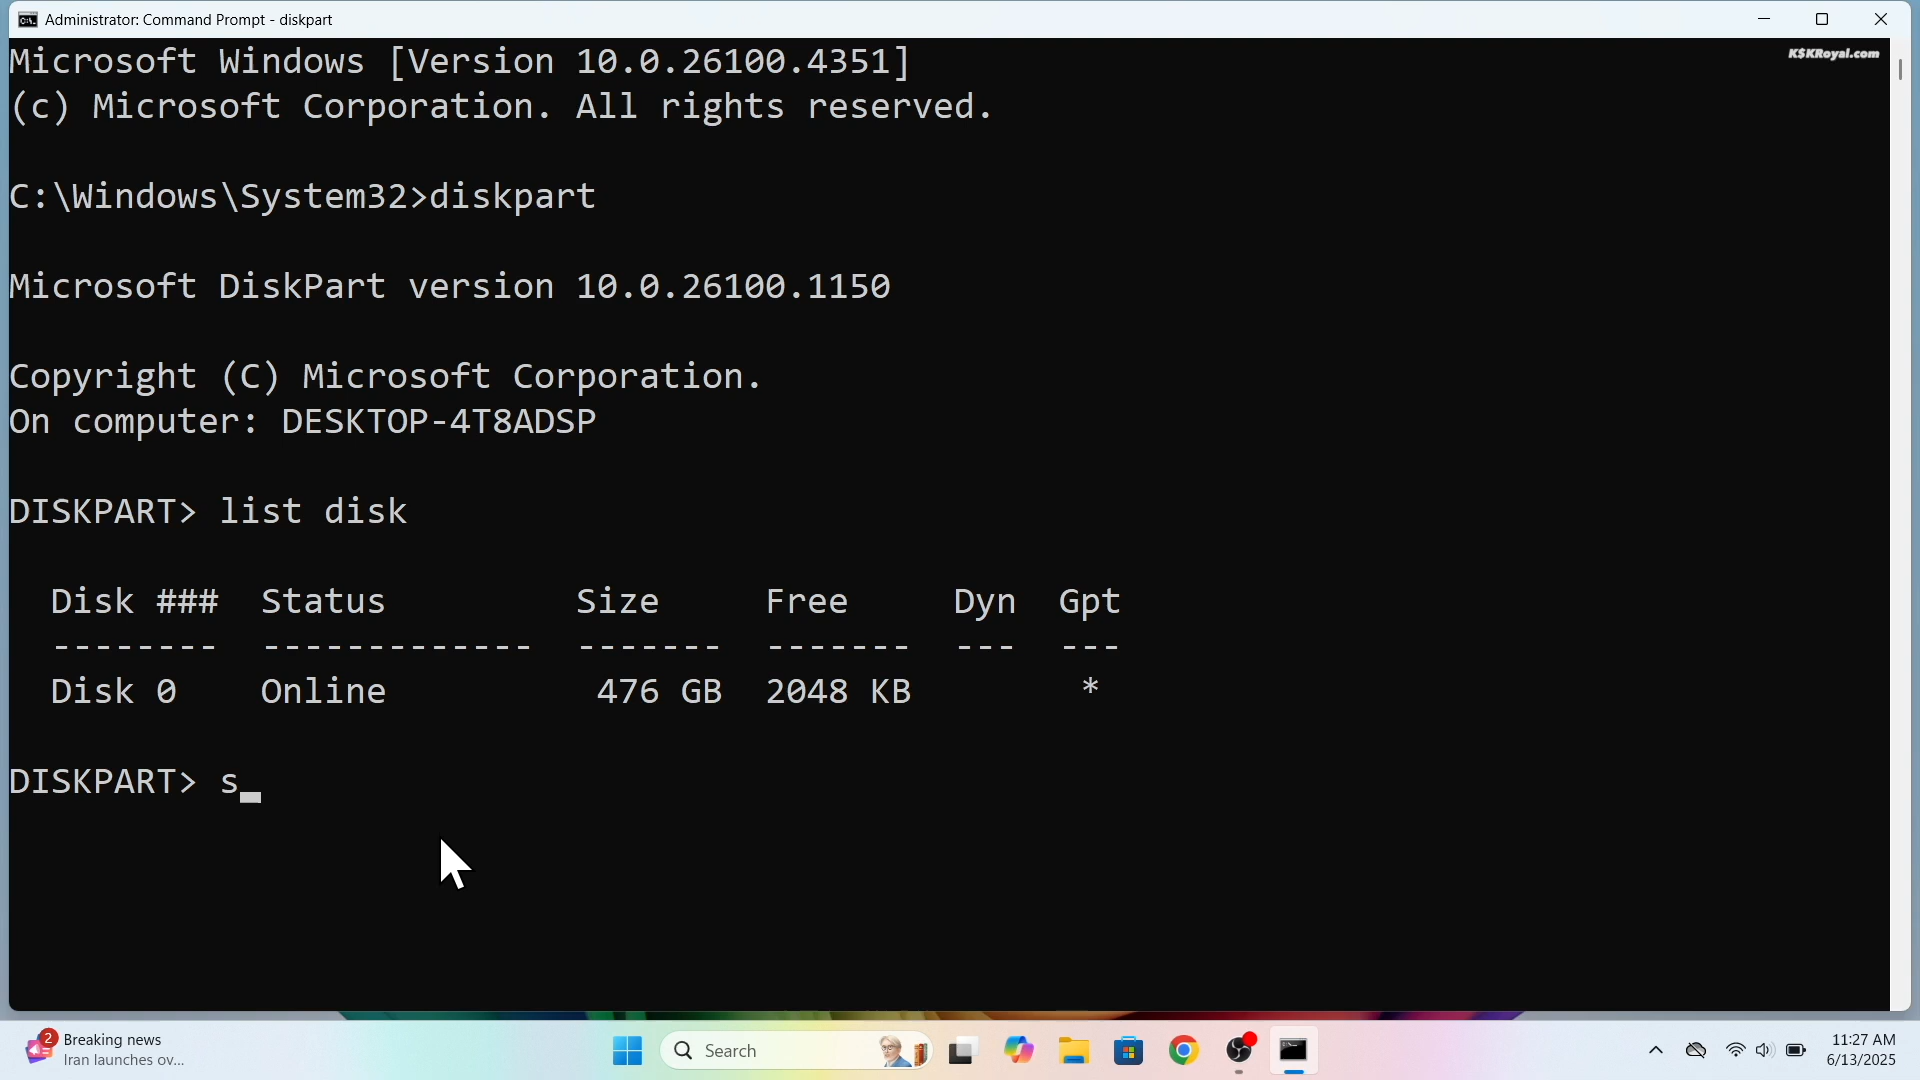 Administrator: Command Prompt - diskpart
Microsoft Windows [Version 10.0.26100.4351]
K$KRoyal.com
(c) Microsoft Corporation. All rights reserved.
C:\Windows\System32>diskpart
Microsoft DiskPart version 10.0.26100.1150
Copyright (C) Microsoft Corporation.
On computer: DESKTOP-4T8ADSP
DISKPART> list disk
Disk ### Status Size Free Dyn Gpt
-------- ------------- ------- ------- --- ---
Disk 0 Online 476 GB 2048 KB *
DISKPART> s_
2 Breaking news
Iran launches ov...
Search
11:27 AM
6/13/2025